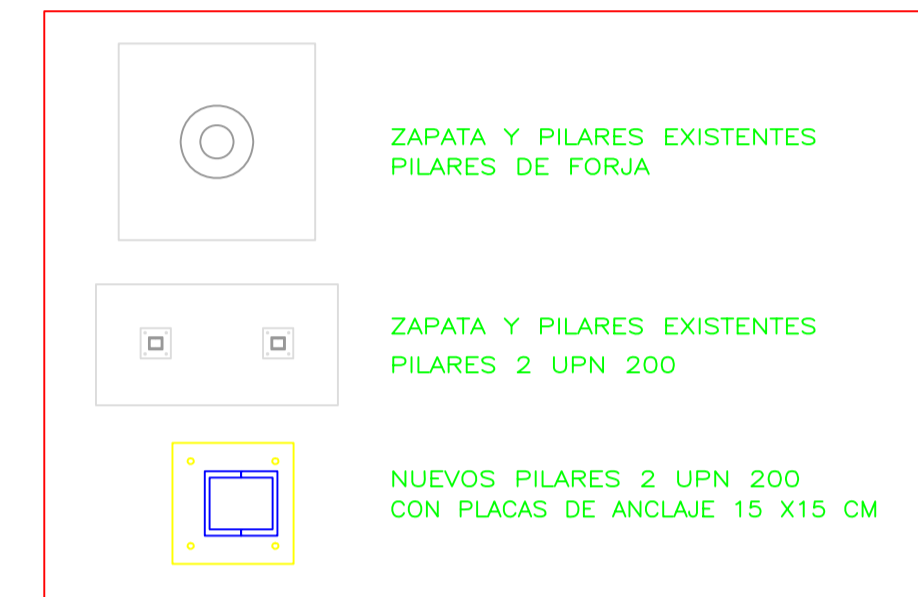 ZAPATA Y PILARES EXISTENTES
PILARES DE FORJA
ZAPATA Y PILARES EXISTENTES
PILARES 2 UPN 200
NUEVOS PILARES 2 UPN 200
CON PLACAS DE ANCLAJE 15 X15 CM